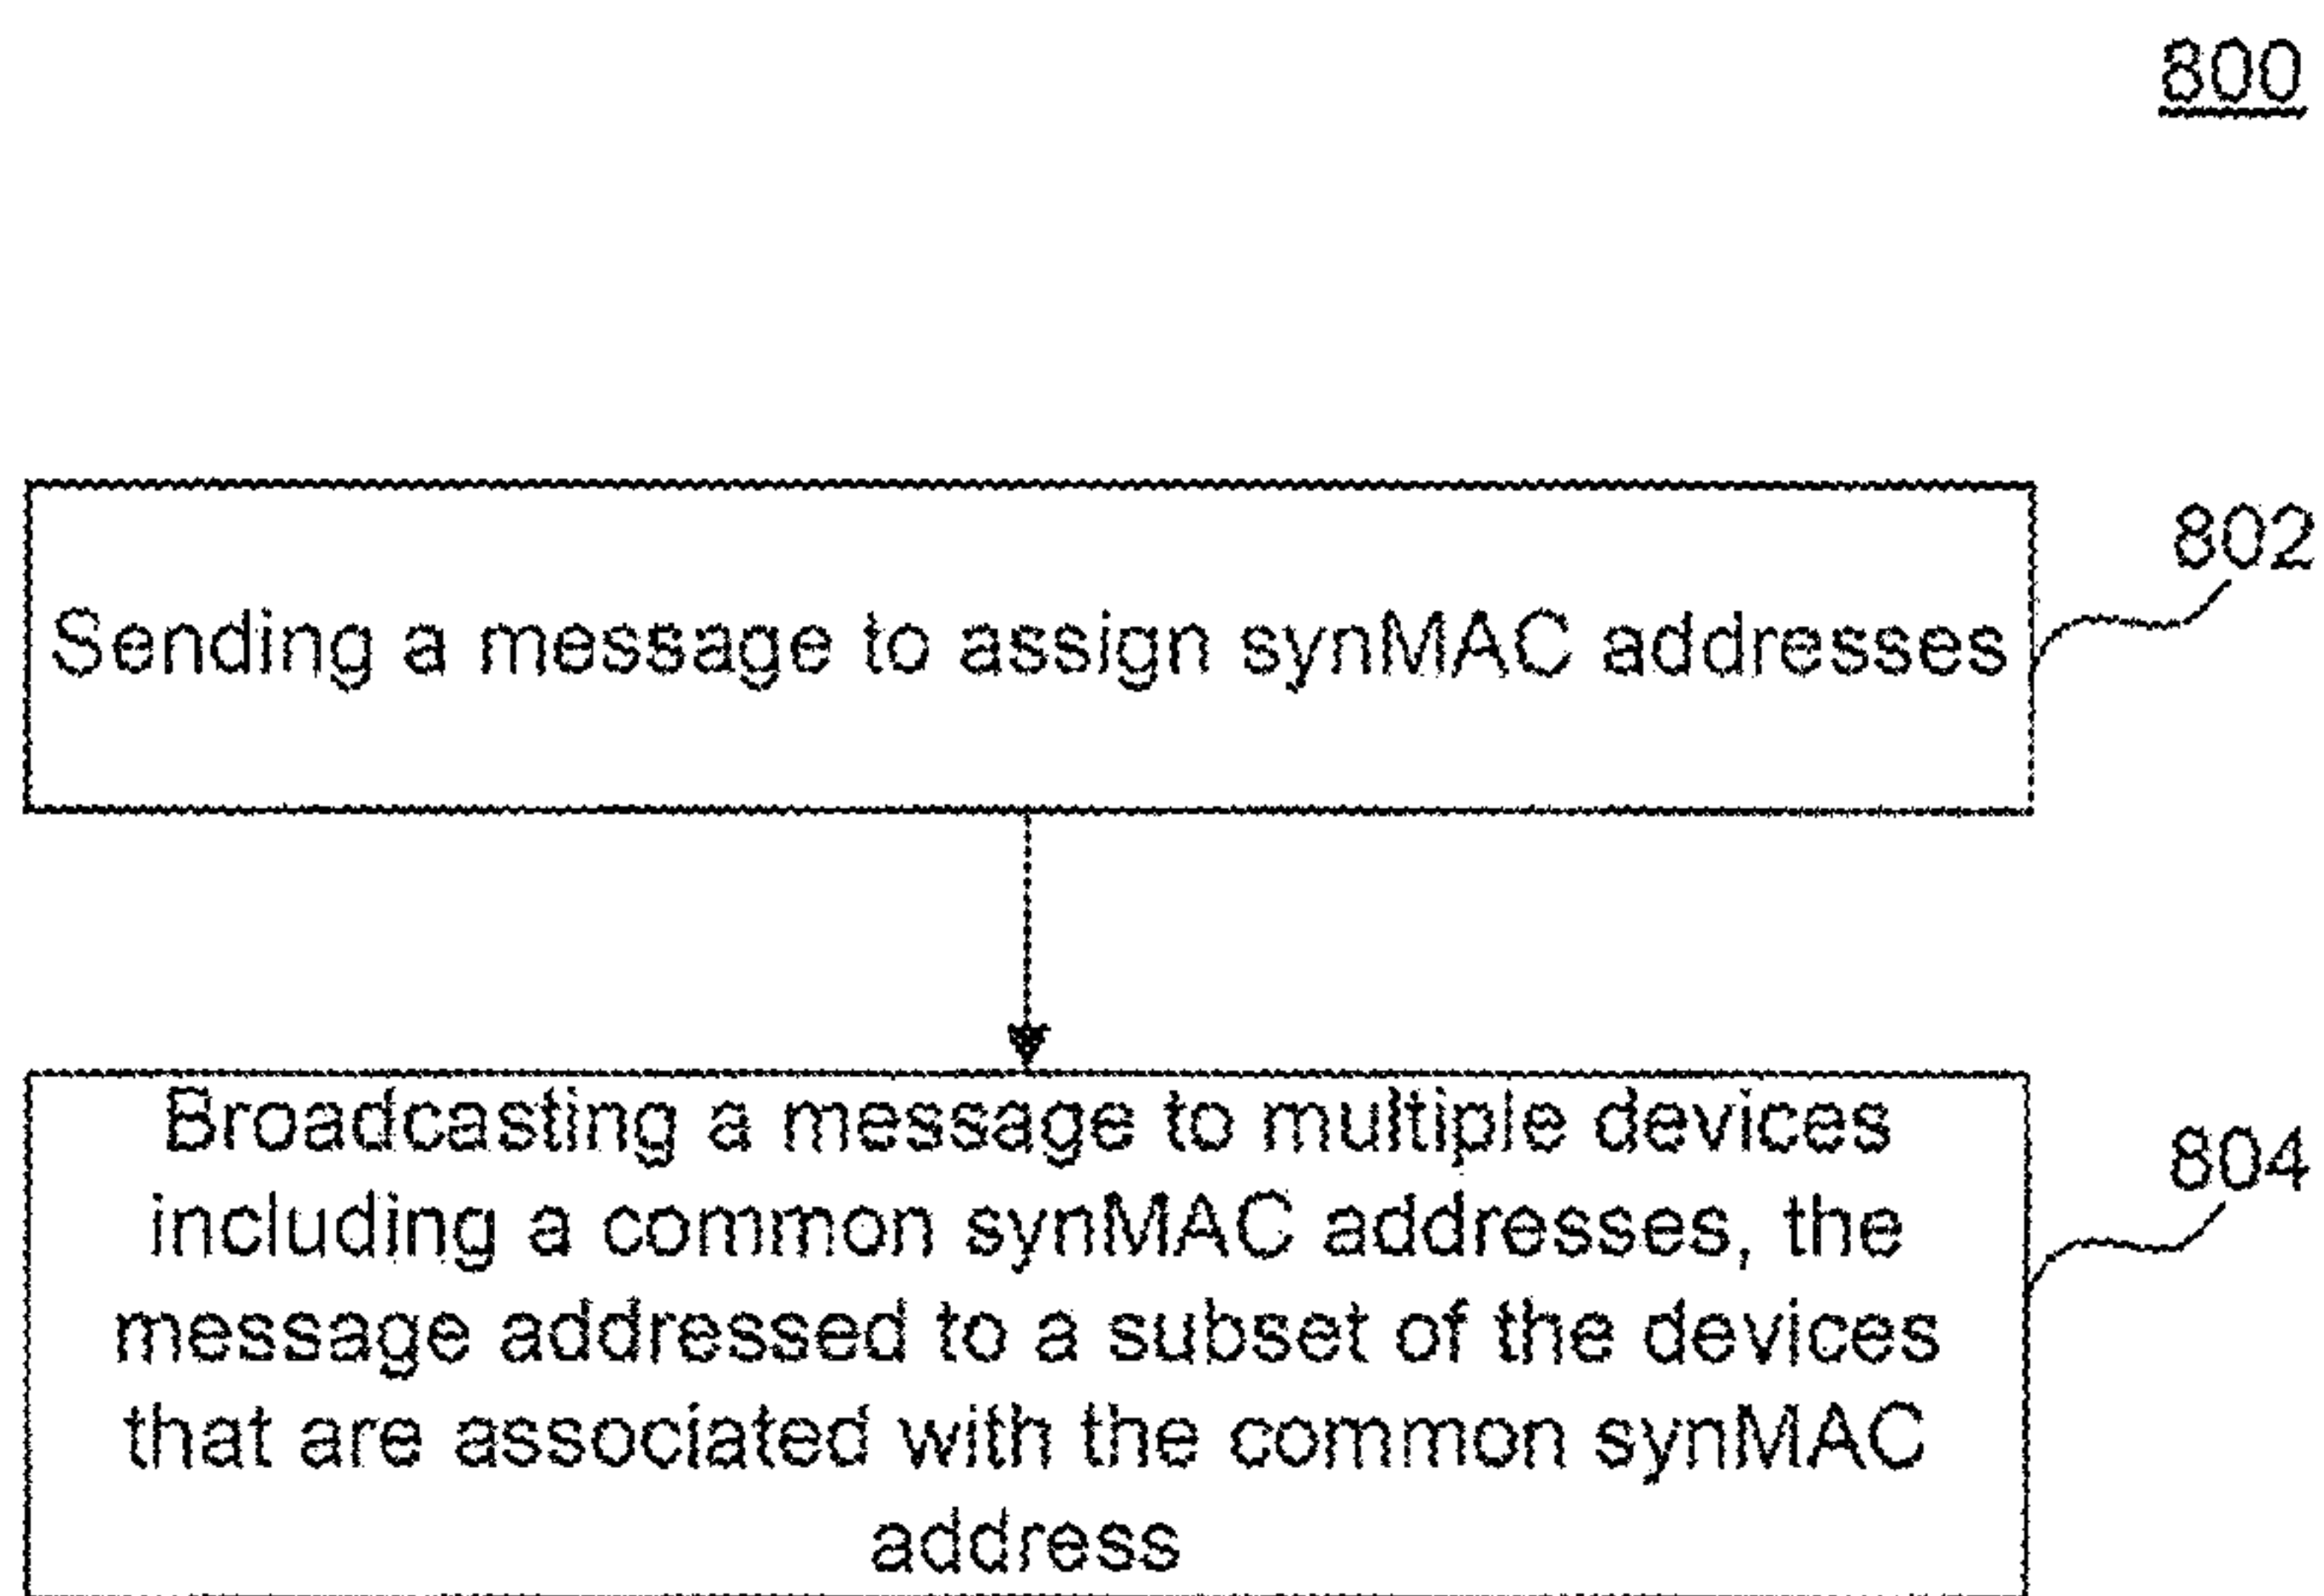 800
802
Sending a message to assign synMAC addresses
Broadcasting a message to multiple devices
804
including a common synMAC addresses, the
message addressed to a subset of the devices
that are associated with the common synMAC
address